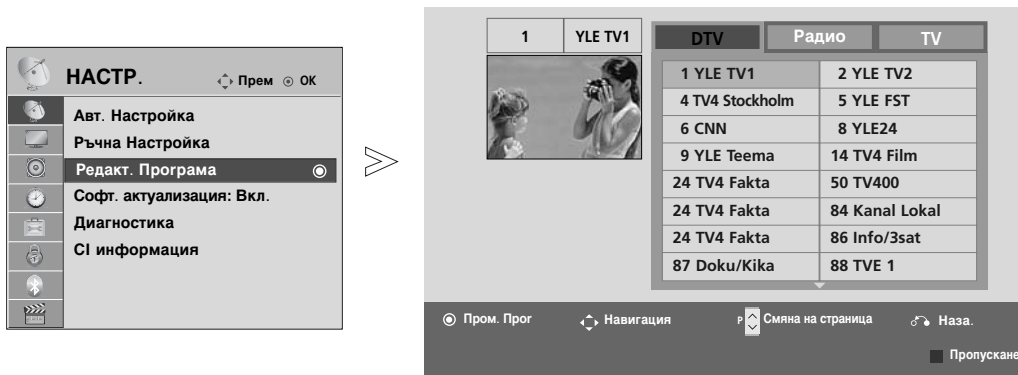 НАСТР. Прем OK
Авт. Настройка
Ръчна Настройка
Редакт. Програма
Софт. актуализация: Вкл.
Диагностика
CI информация
1 YLE TV1
DTV Радио TV
1 YLE TV1 2 YLE TV2
4 TV4 Stockholm 5 YLE FST
6 CNN 8 YLE24
9 YLE Teema 14 TV4 Film
24 TV4 Fakta 50 TV400
24 TV4 Fakta 84 Kanal Lokal
24 TV4 Fakta 86 Info/3sat
87 Doku/Kika 88 TVE 1
Пром. Прог Навигация P Смяна на страница Наза.
Пропускане